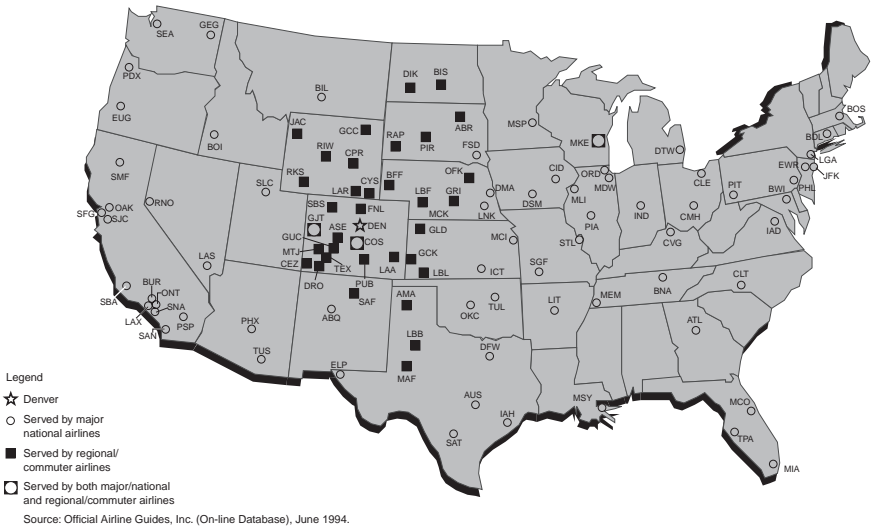 SEA
GEG
PDX
EUG
BOI
BIL
DIK
BIS
JAC
GCC
RIW
CPR
RKS
LAR
CYS
RAP
PIR
ABR
FSD
MSP
MKE
DTW
BOS
BDL
LGA
EWR
JFK
PHL
BWI
IAD
PIT
CLE
CMH
ORD
MDW
CID
MLI
DSM
DMA
OFK
LNK
BFF
LBF
GRI
MCK
SMF
RNO
SLC
OAK
SFG
SJC
SBS
FNL
GJT
ASE
DEN
GUC
COS
MTJ
CEZ
TEX
DRO
PUB
LAA
GLD
GCK
LBL
MCI
ICT
STL
PIA
IND
CVG
SGF
LAS
BUR
ONT
SBA
SNA
LAX
PSP
SAN
PHX
TUS
SAF
ABQ
ELP
AMA
LBB
MAF
OKC
TUL
LIT
MEM
BNA
CLT
ATL
DFW
AUS
IAH
SAT
MSY
MCO
TPA
MIA
Legend
Denver
Served by major
national airlines
Served by regional/
commuter airlines
Served by both major/national
and regional/commuter airlines
Source: Official Airline Guides, Inc. (On-line Database), June 1994.